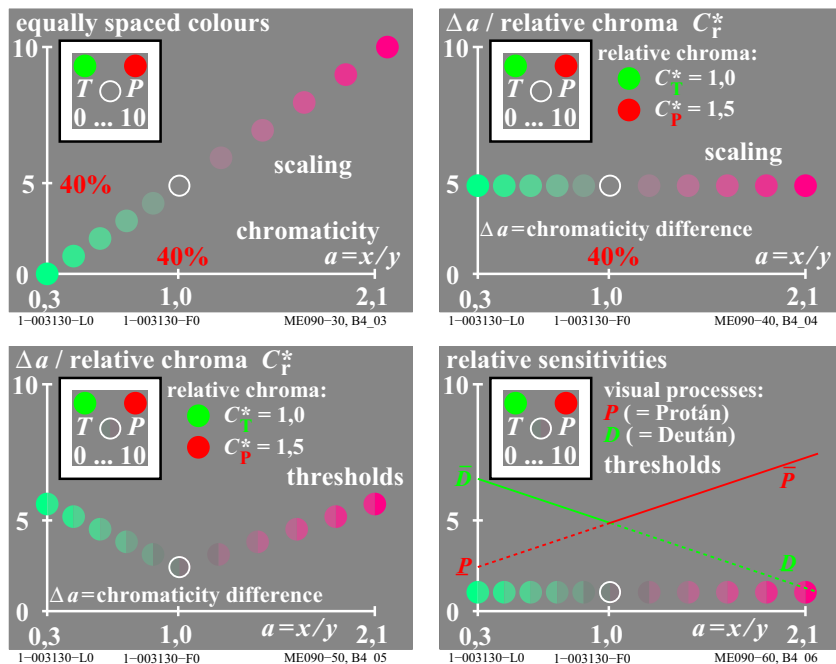 equally spaced colours
10
T P
0 ... 10
scaling
5
40%
chromaticity
40%
a=x/y
0
0,3 1,0 2,1
1-003130-L0 1-003130-F0 ME090-30, B4_03
Δa / relative chroma C*r
10
T P
0 ... 10
relative chroma:
C*T = 1,0
C*P = 1,5
scaling
5
Δa=chromaticity difference
40%
a=x/y
0
0,3 1,0 2,1
1-003130-L0 1-003130-F0 ME090-40, B4_04
Δa / relative chroma C*r
10
T P
0 ... 10
relative chroma:
C*T = 1,0
C*P = 1,5
thresholds
5
Δa=chromaticity difference
0
0,3 1,0 a=x/y 2,1
1-003130-L0 1-003130-F0 ME090-50, B4_05
relative sensitivities
10
T P
0 ... 10
visual processes:
P (= Protán)
D (= Deután)
thresholds
D̅ P̅
5
P̲ D̲
0
0,3 1,0 a=x/y 2,1
1-003130-L0 1-003130-F0 ME090-60, B4_06